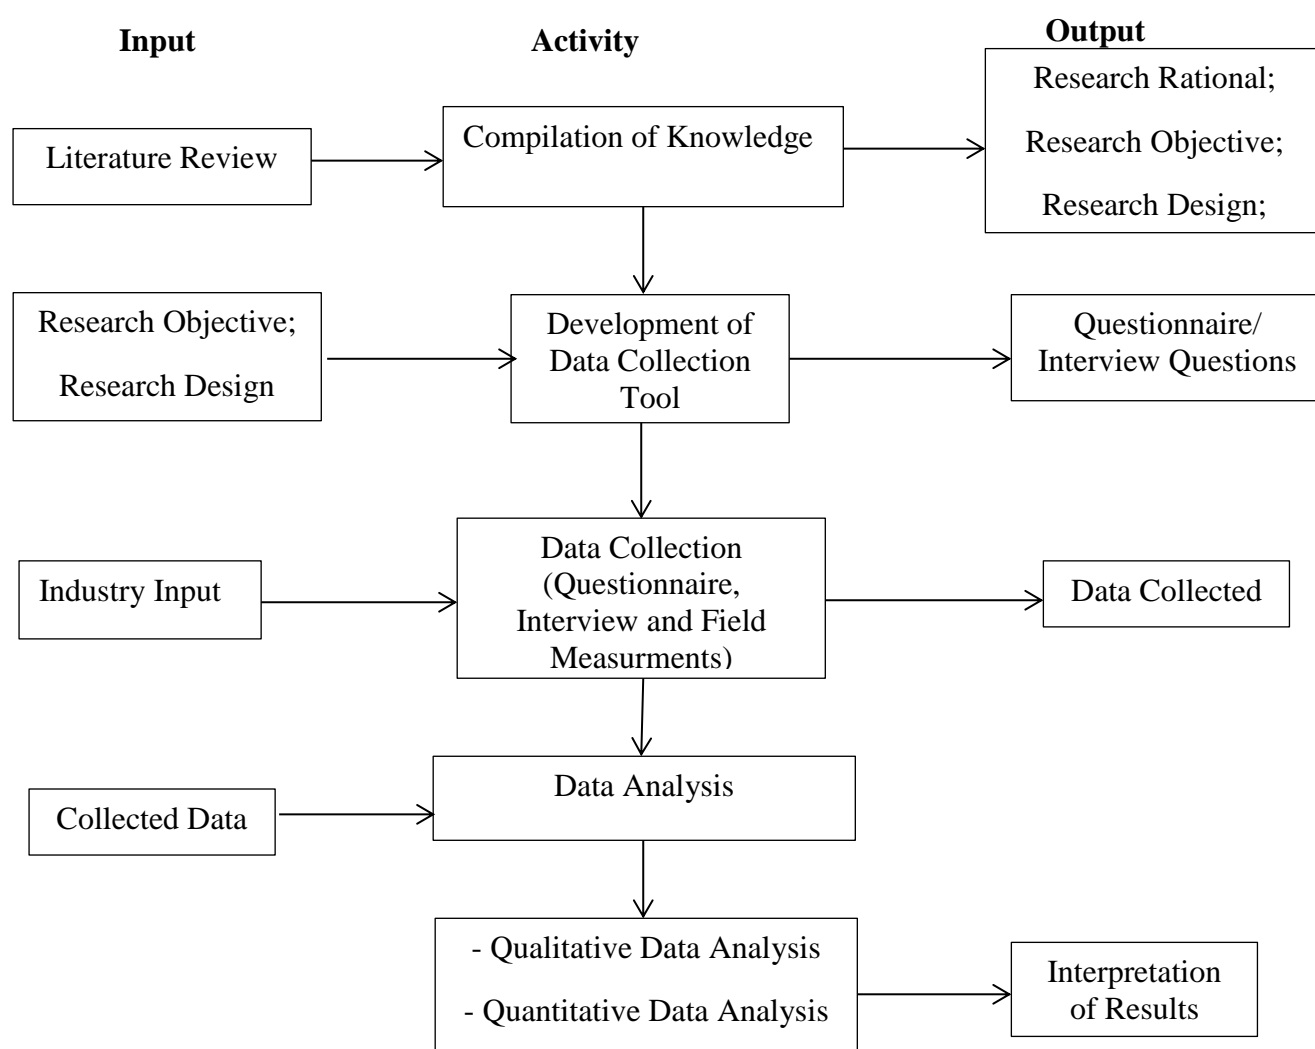 Input
Activity
Output
Literature Review
Compilation of Knowledge
Research Rational;
Research Objective;
Research Design;
Research Objective;
Research Design
Development of
Data Collection
Tool
Questionnaire/
Interview Questions
Industry Input
Data Collection
(Questionnaire,
Interview and Field
Measurments)
Data Collected
Collected Data
Data Analysis
- Qualitative Data Analysis
- Quantitative Data Analysis
Interpretation
of Results